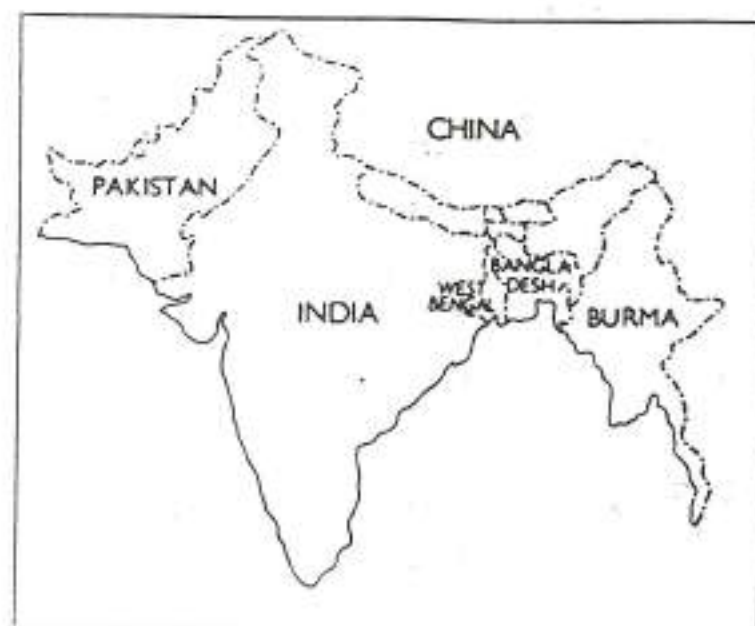 CHINA
PAKISTAN
BANGLA
DESH
WEST
BENGAL
INDIA
BURMA